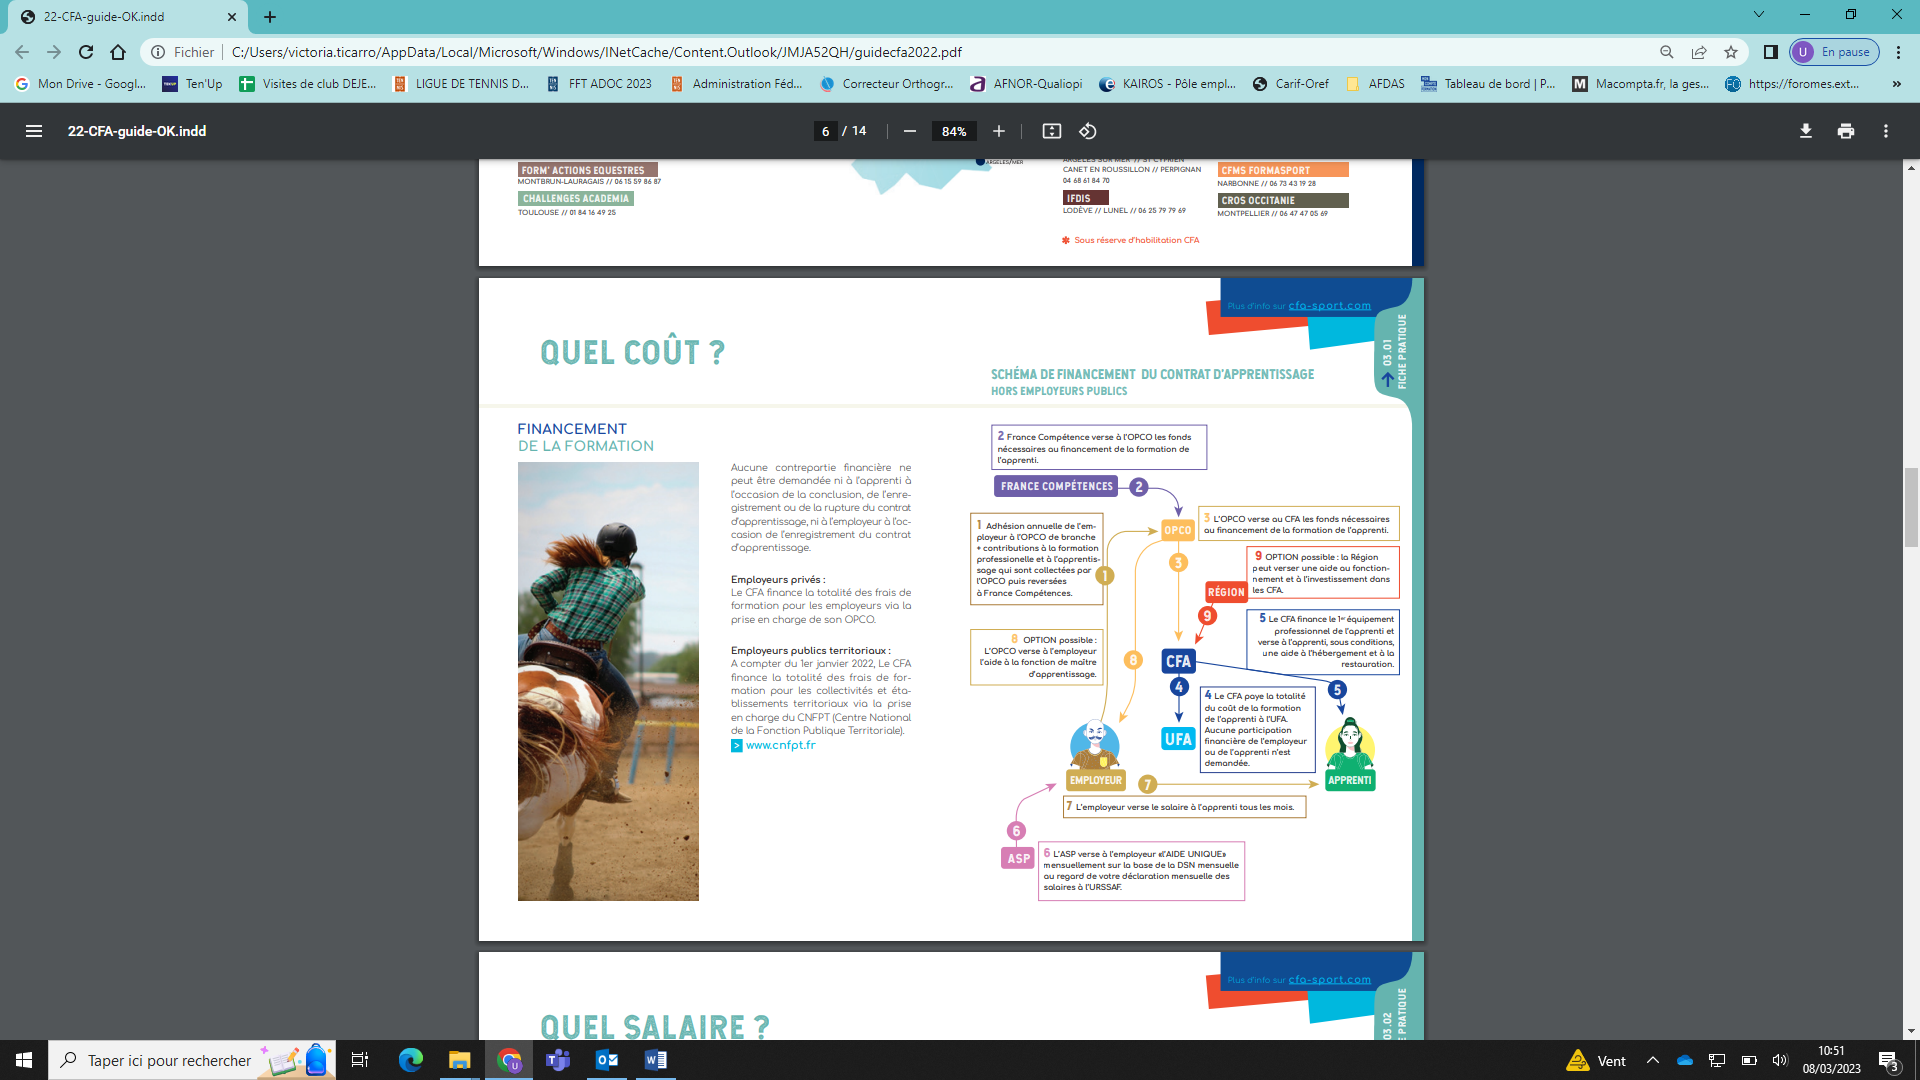 22-CFA-guide-OK.indd
Fichier
C:/Users/victoria.ticarro/AppData/Local/Microsoft/Windows/INetCache/Content.Outlook/JMJA52QH/guidecfa2022.pdf
U En pause
Mon Drive - Googl...
Ten'Up
Visites de club DEJE...
LIGUE DE TENNIS D...
FFT ADOC 2023
Administration Féd...
Correcteur Orthogr...
AFNOR-Qualiopi
KAIROS - Pôle empl...
Carif-Oref
AFDAS
Tableau de bord | P...
Macompta.fr, la ges...
https://foromes.ext...
»
22-CFA-guide-OK.indd
6 / 14
84%
FORM' ACTIONS EQUESTRES
MONTBRUN-LAURAGAIS // 06 15 59 86 87
CHALLENGES ACADEMIA
TOULOUSE // 01 84 16 49 25
ARGELÈS/MER
ARGELÈS SUR MER // ST CYPRIEN
CANET EN ROUSSILLON // PERPIGNAN
04 68 61 84 70
IFDIS
LODÈVE // LUNEL // 06 25 79 79 69
CFMS FORMASPORT
NARBONNE // 06 73 43 19 28
CROS OCCITANIE
MONTPELLIER // 06 47 47 05 69
✽ Sous réserve d'habilitation CFA
Plus d'info sur cfa-sport.com
03.01
FICHE PRATIQUE
QUEL COÛT ?
SCHÉMA DE FINANCEMENT DU CONTRAT D'APPRENTISSAGE
HORS EMPLOYEURS PUBLICS
FINANCEMENT
DE LA FORMATION
Aucune contrepartie financière ne
peut être demandée ni à l'apprenti à
l'occasion de la conclusion, de l'enre-
gistrement ou de la rupture du contrat
d'apprentissage, ni à l'employeur à l'oc-
casion de l'enregistrement du contrat
d'apprentissage.
Employeurs privés :
Le CFA finance la totalité des frais de
formation pour les employeurs via la
prise en charge de son OPCO.
Employeurs publics territoriaux :
A compter du 1er janvier 2022, Le CFA
finance la totalité des frais de for-
mation pour les collectivités et éta-
blissements territoriaux via la prise
en charge du CNFPT (Centre National
de la Fonction Publique Territoriale).
> www.cnfpt.fr
2 France Compétence verse à l'OPCO les fonds
nécessaires au financement de la formation de
l'apprenti.
FRANCE COMPÉTENCES
2
1 Adhésion annuelle de l'em-
ployeur à l'OPCO de branche
+ contributions à la formation
professionelle et à l'apprentis-
sage qui sont collectées par
l'OPCO puis reversées
à France Compétences.
1
OPCO
3 L'OPCO verse au CFA les fonds nécessaires
au financement de la formation de l'apprenti.
3
9 OPTION possible : la Région
peut verser une aide au fonction-
nement et à l'investissement dans
les CFA.
RÉGION
9
5 Le CFA finance le 1er équipement
professionnel de l'apprenti et
verse à l'apprenti, sous conditions,
une aide à l'hébergement et à la
restauration.
8 OPTION possible :
L'OPCO verse à l'employeur
l'aide à la fonction de maître
d'apprentissage.
8
CFA
4
5
4 Le CFA paye la totalité
du coût de la formation
de l'apprenti à l'UFA.
Aucune participation
financière de l'employeur
ou de l'apprenti n'est
demandée.
UFA
EMPLOYEUR
7
APPRENTI
7 L'employeur verse le salaire à l'apprenti tous les mois.
6
ASP
6 L'ASP verse à l'employeur «l'AIDE UNIQUE»
mensuellement sur la base de la DSN mensuelle
au regard de votre déclaration mensuelle des
salaires à l'URSSAF.
Plus d'info sur cfa-sport.com
03.02
E PRATIQUE
QUEL SALAIRE ?
Taper ici pour rechercher
Vent
10:51
08/03/2023
3